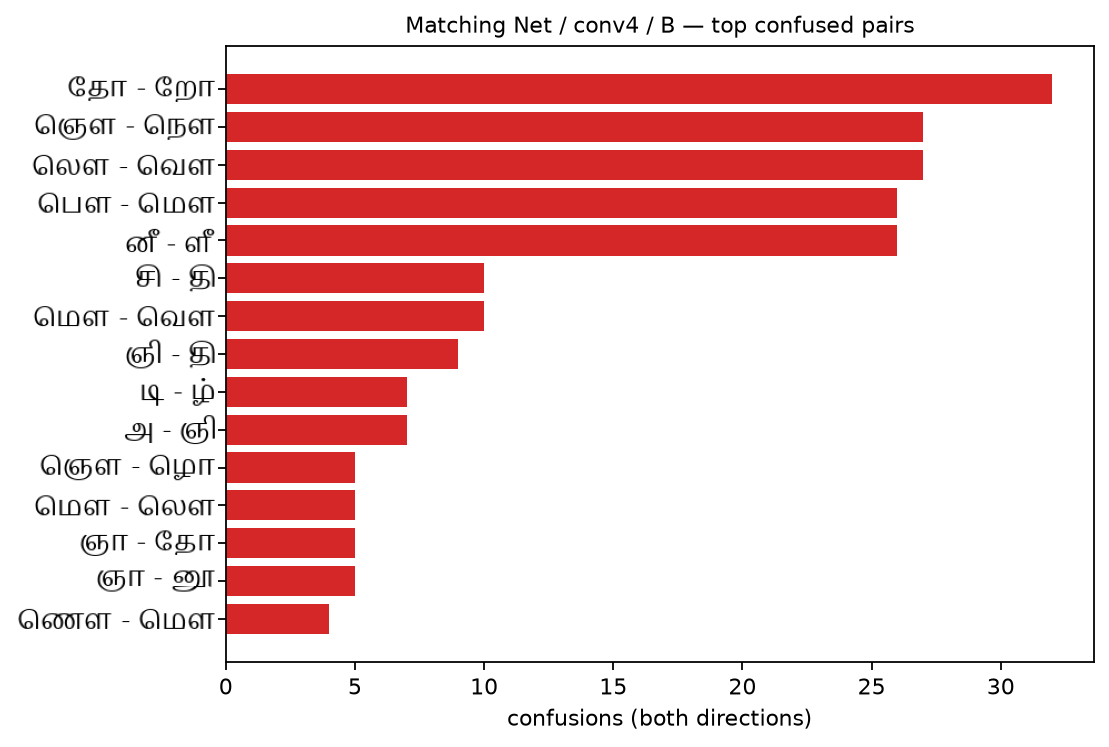 Matching Net / conv4 / B — top confused pairs
தோ - றோ
ஞௌ - நௌ
லௌ - வௌ
பௌ - மௌ
னீ - ளீ
சி - தி
மௌ - வௌ
ஞி - தி
டி - ழ்
அ - ஞி
ஞௌ - ழொ
மௌ - லௌ
ஞா - தோ
ஞா - னூ
ணௌ - மௌ
0 5 10 15 20 25 30
confusions (both directions)